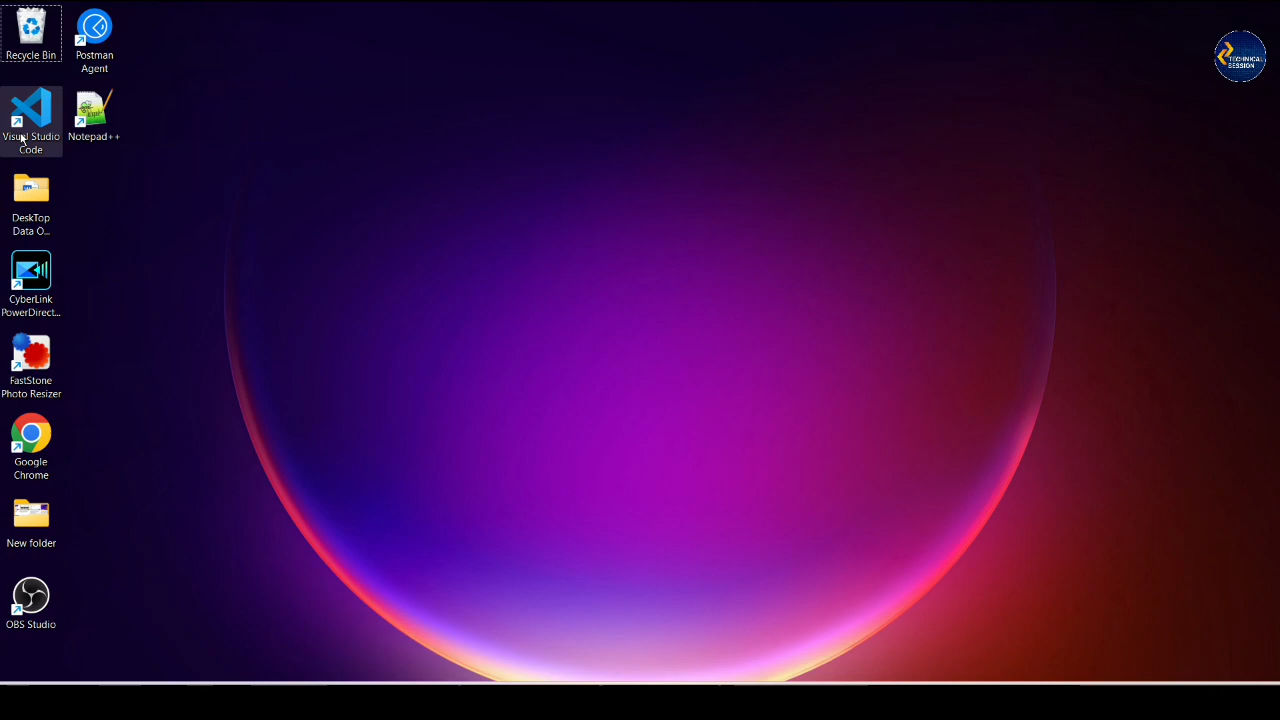 Recycle Bin
Postman
Agent
Visual Studio
Code
Notepad++
DeskTop
Data O...
CyberLink
PowerDirect...
FastStone
Photo Resizer
Google
Chrome
New folder
OBS Studio
TECHNICAL
SESSION